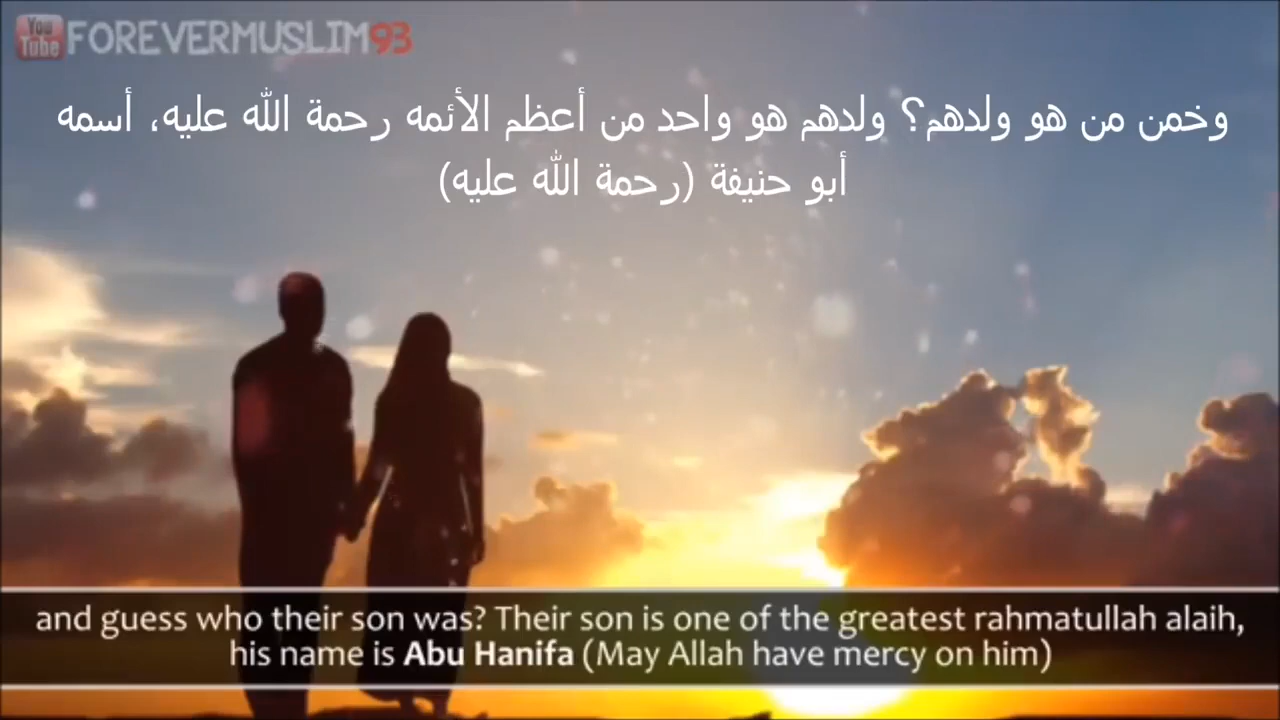 You Tube FOREVERMUSLIM93
وخمن من هو ولدهم؟ ولدهم هو واحد من أعظم الأئمه رحمة الله عليه، أسمه
أبو حنيفة (رحمة الله عليه)
and guess who their son was? Their son is one of the greatest rahmatullah alaih,
his name is Abu Hanifa (May Allah have mercy on him)